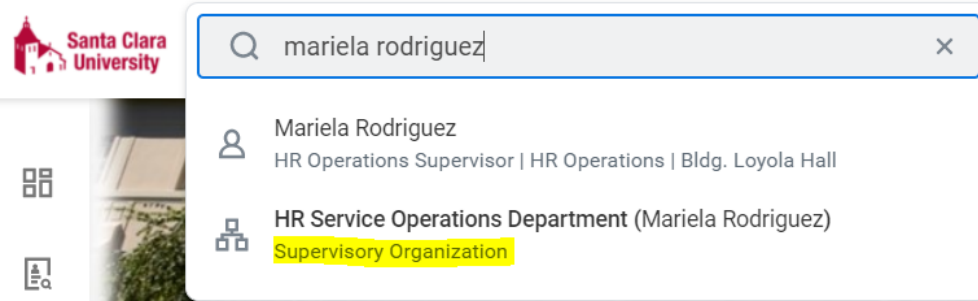 Santa Clara
University
mariela rodriguez
Mariela Rodriguez
HR Operations Supervisor | HR Operations | Bldg. Loyola Hall
HR Service Operations Department (Mariela Rodriguez)
Supervisory Organization